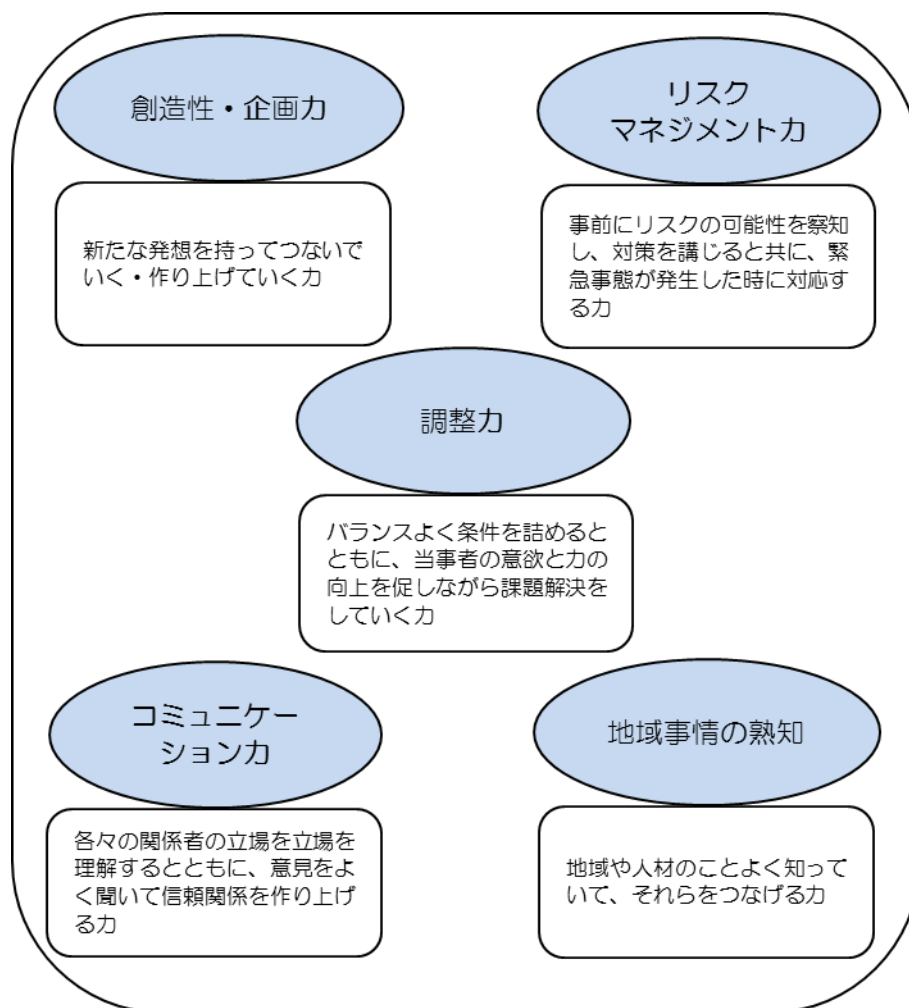 創造性・企画力
新たな発想を持ってつないで
いく・作り上げていく力
リスク
マネジメント力
事前にリスクの可能性を察知
し、対策を講じると共に、緊
急事態が発生した時に対応す
る力
調整力
バランスよく条件を詰めると
ともに、当事者の意欲と力の
向上を促しながら課題解決を
していく力
コミュニケー
ション力
各々の関係者の立場を立場を
理解するとともに、意見をよ
く聞いて信頼関係を作り上げ
る力
地域事情の熟知
地域や人材のことよく知ってい
いて、それらをつなげる力